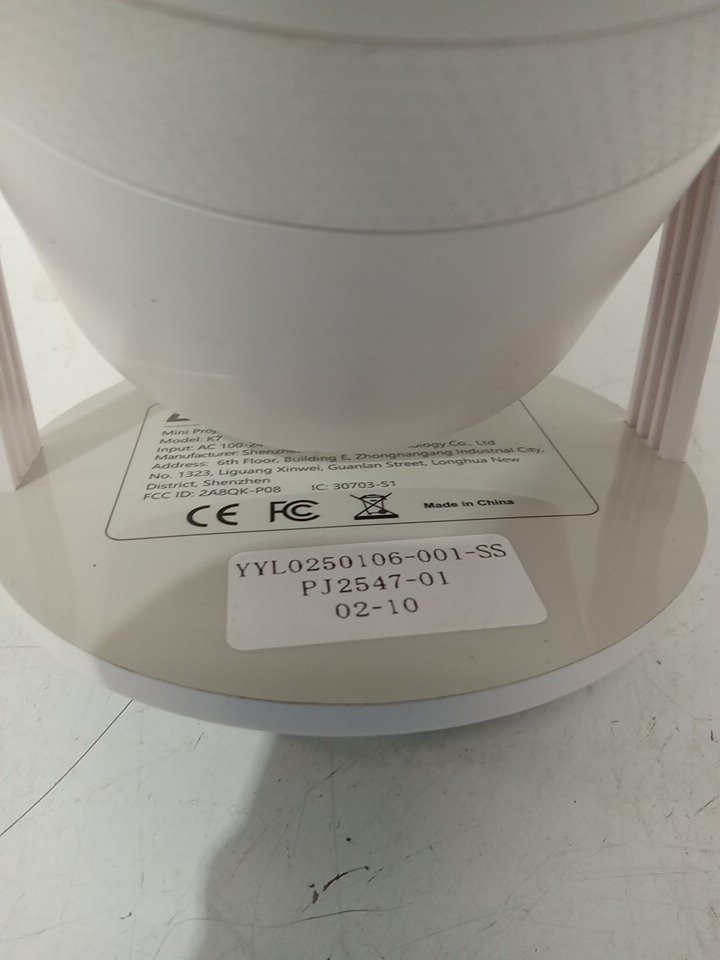 Mini
Model: K7
Input: AC 100-
Manufacturer: Co., Ltd
Address: 6th Floor, Building E, Zhongnangang Industrial City,
No. 1323, Liguang Xinwei, Guanlan Street, Longhua New
District, Shenzhen
FCC ID: 2A8QK-P08 IC: 30703-S1
CE FC Made in China
YYL0250106-001-SS
PJ2547-01
02-10